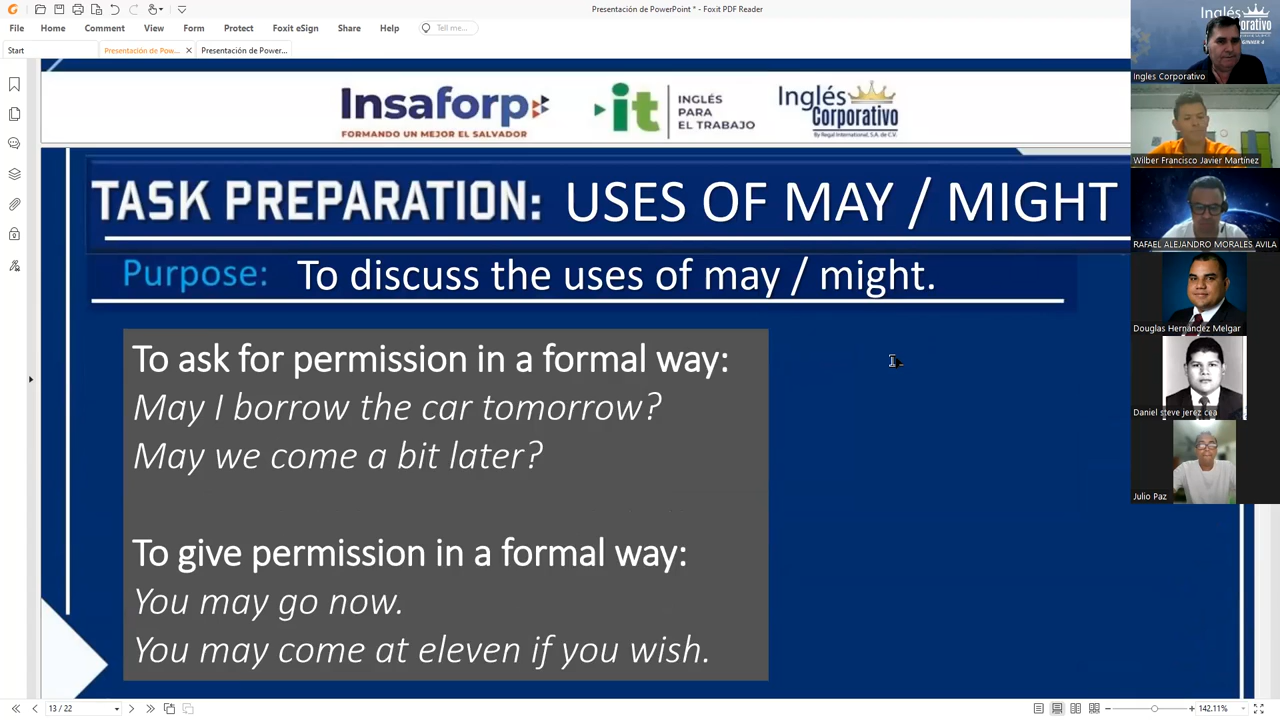 Presentación de PowerPoint * - Foxit PDF Reader
File Home Comment View Form Protect Foxit eSign Share Help Tell me...
Start Presentación de Pow... Presentación de Power...
Insaforp
FORMANDO UN MEJOR EL SALVADOR
it
INGLÉS
PARA
EL TRABAJO
Inglés
Corporativo
By Regal International, S.A. de C.V.
TASK PREPARATION: USES OF MAY / MIGHT
Purpose: To discuss the uses of may / might.
To ask for permission in a formal way:
May I borrow the car tomorrow?
May we come a bit later?
To give permission in a formal way:
You may go now.
You may come at eleven if you wish.
Ingles Corporativo
Wilber Francisco Javier Martínez
RAFAEL ALEJANDRO MORALES AVILA
Douglas Hernández Melgar
Daniel steve jerez cea
Julio Paz
13 / 22
142.11%